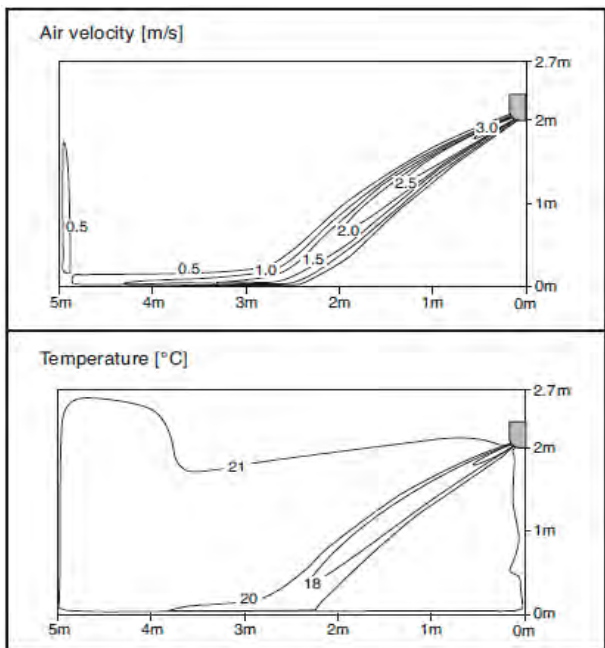 Air velocity [m/s]
2.7m
3.0
2m
2.5
1m
0.5
2.0
1.5
0.5
1.0
0m
5m 4m 3m 2m 1m 0m
Temperature [°C]
2.7m
2m
21
1m
18
20
0m
5m 4m 3m 2m 1m 0m